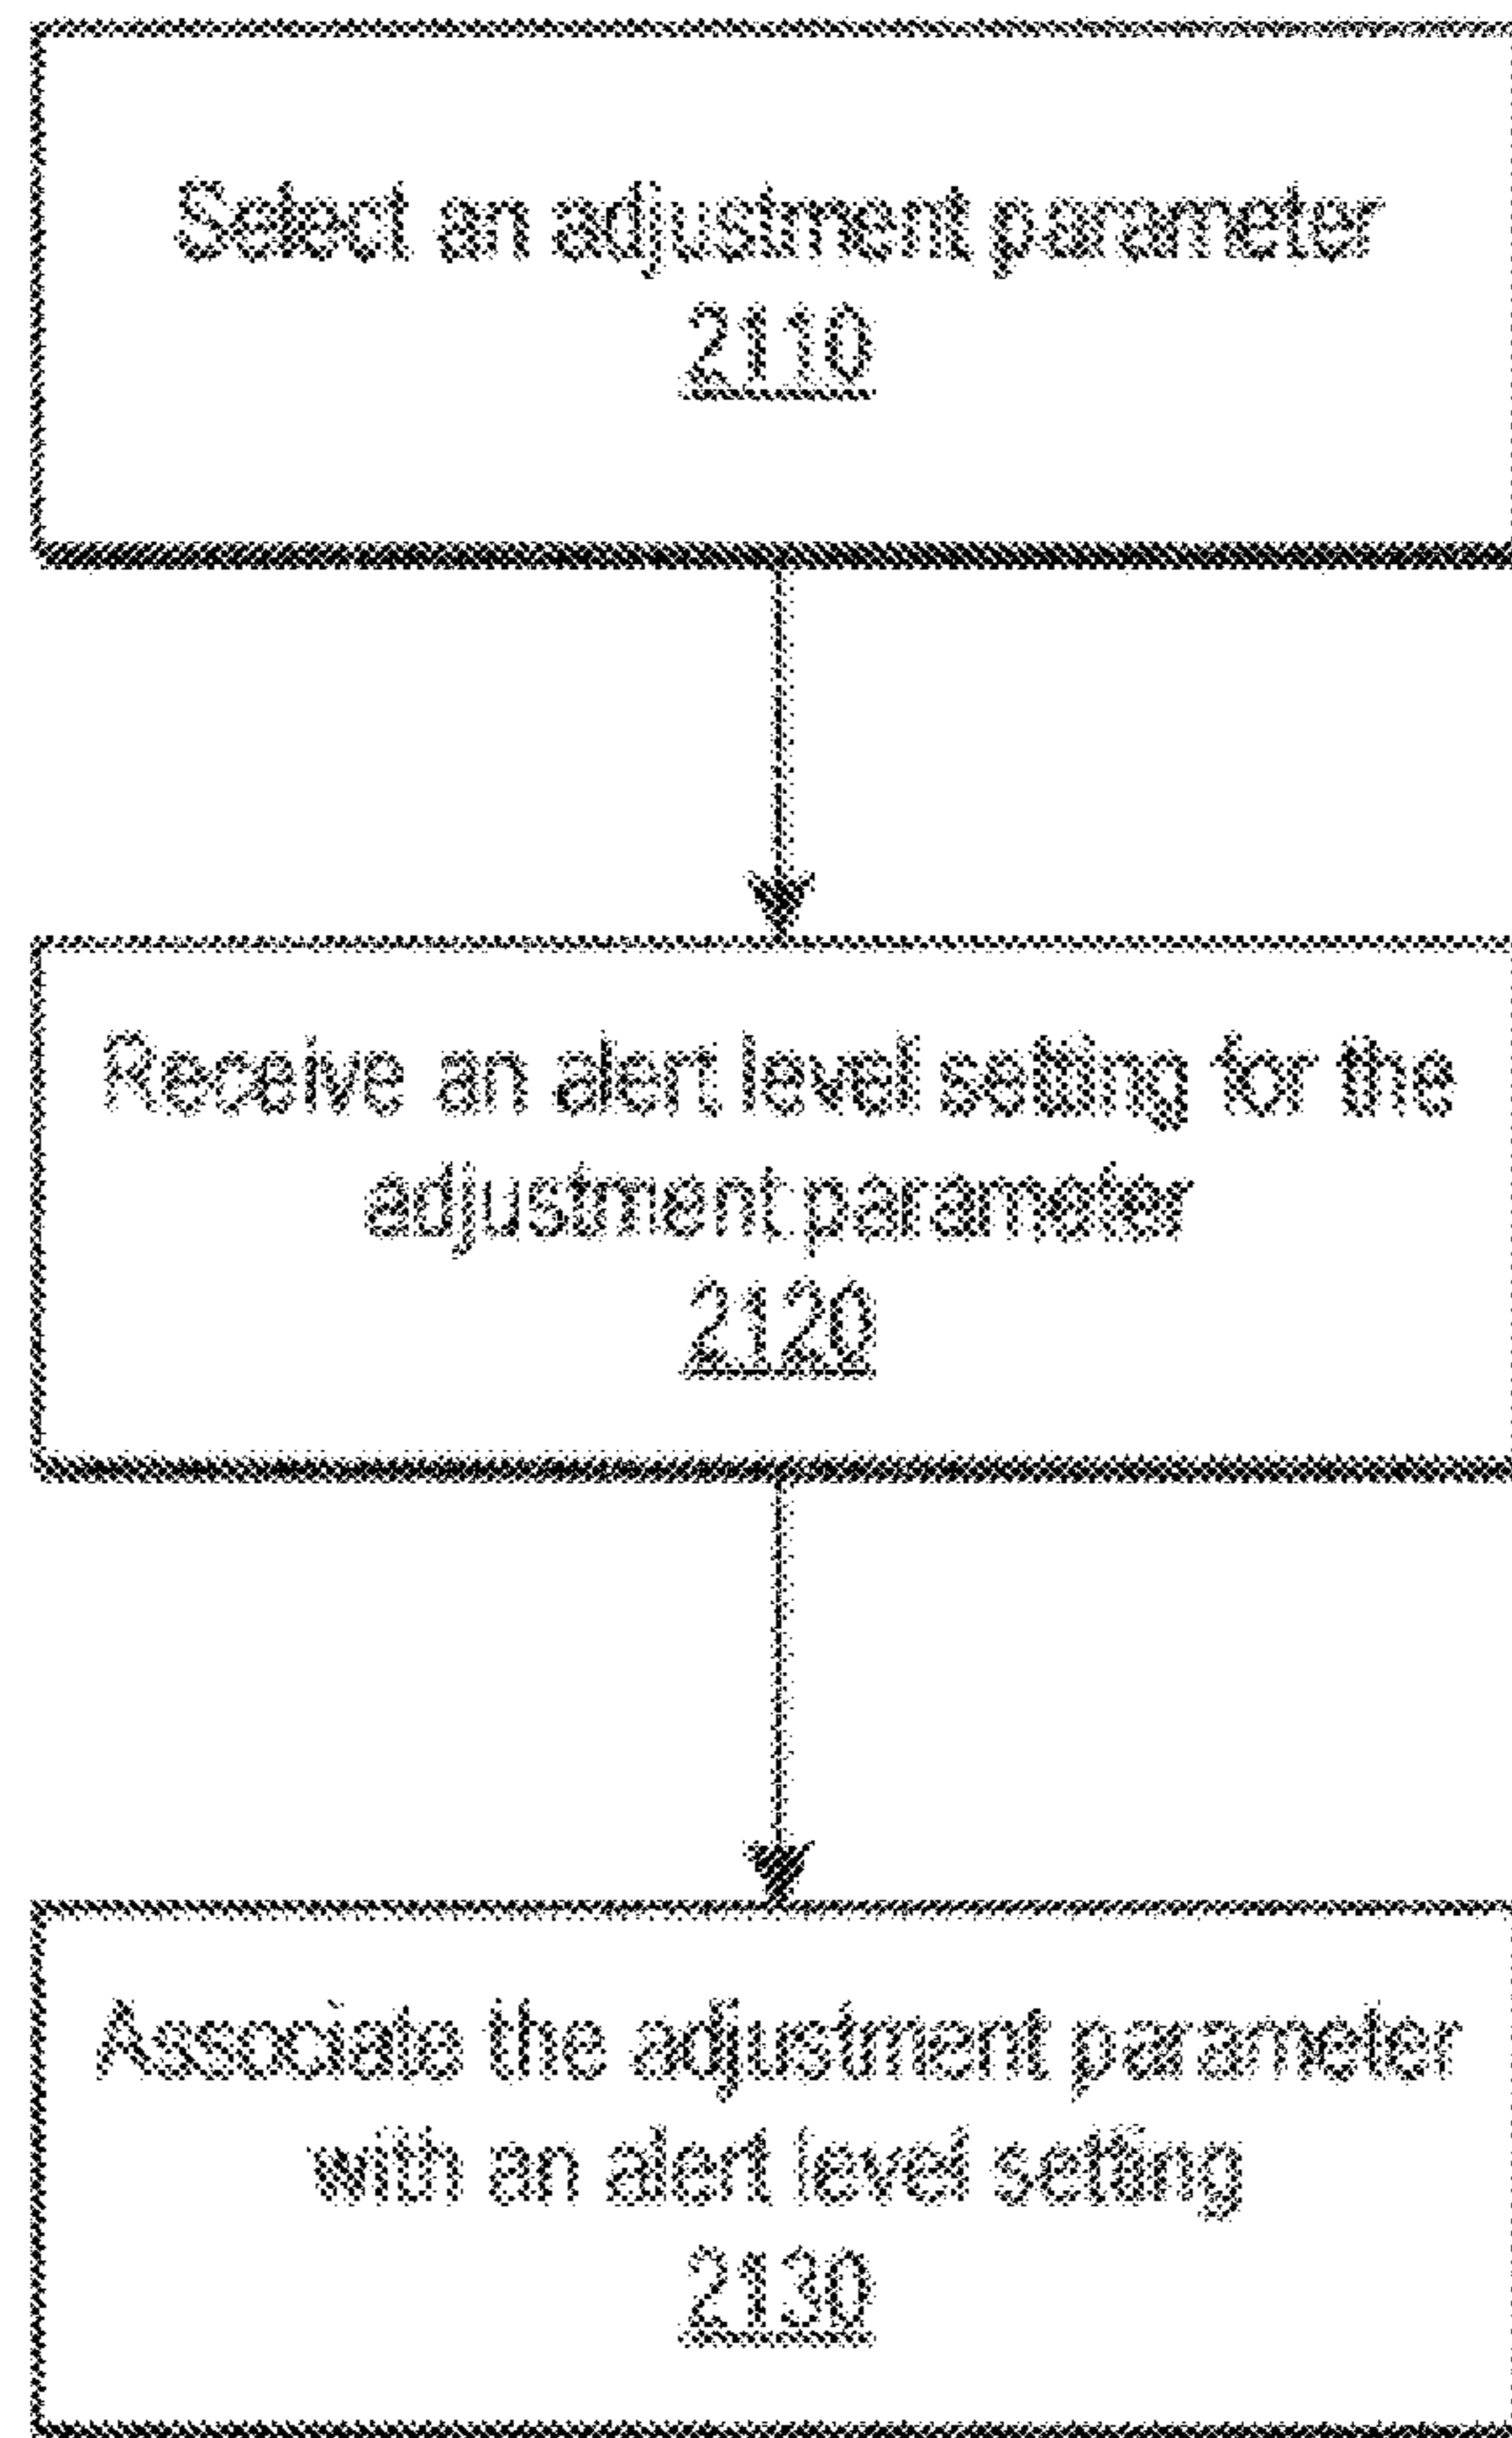 Select an adjustment parameter
2110
Receive an alert level setting for the
adjustment parameter
2120
Associate the adjustment parameter
with an alert level setting
2130